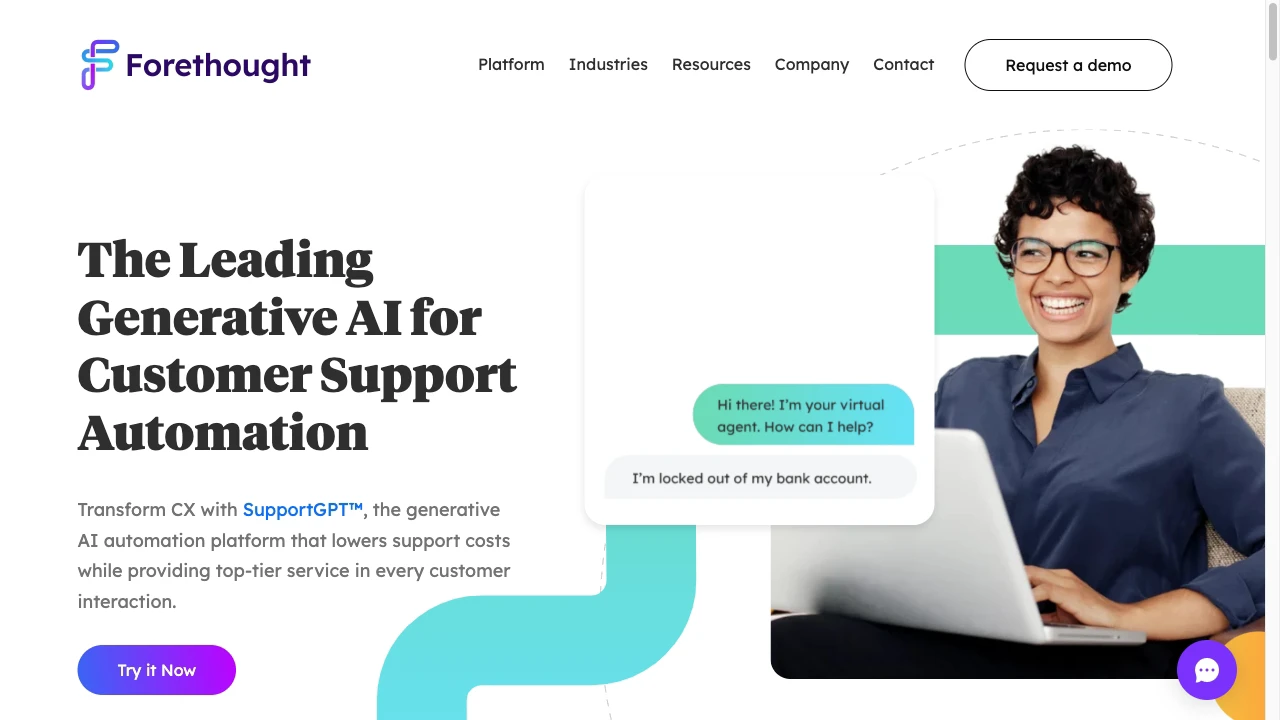 Forethought
Platform
Industries
Resources
Company
Contact
Request a demo
The Leading
Generative AI for
Customer Support
Automation
Transform CX with SupportGPT™, the generative
AI automation platform that lowers support costs
while providing top-tier service in every customer
interaction.
Try it Now
Hi there! I'm your virtual
agent. How can I help?
I'm locked out of my bank account.